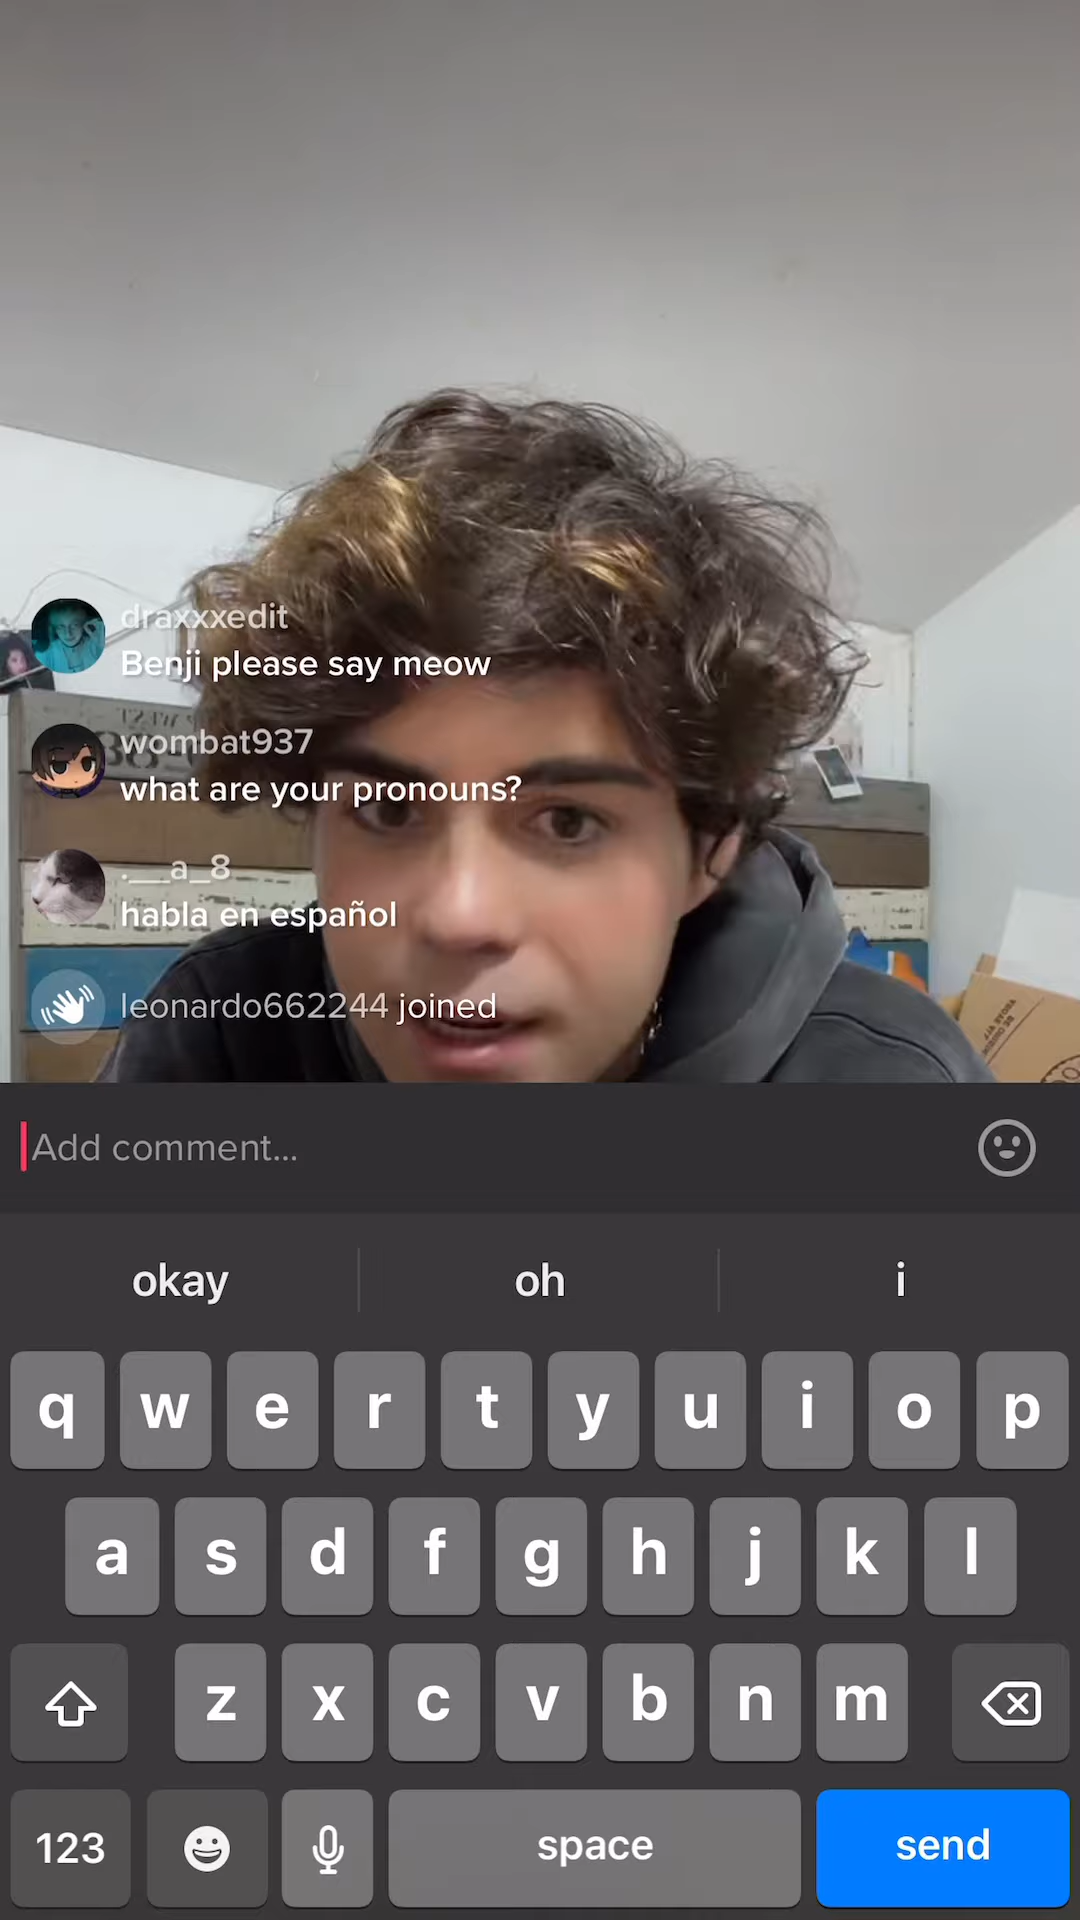 draxxxedit
Benji please say meow
wombat937
what are your pronouns?
.__a_8
habla en español
leonardo662244 joined
Add comment...
okay oh i
q w e r t y u i o p
a s d f g h j k l
z x c v b n m
123 space send